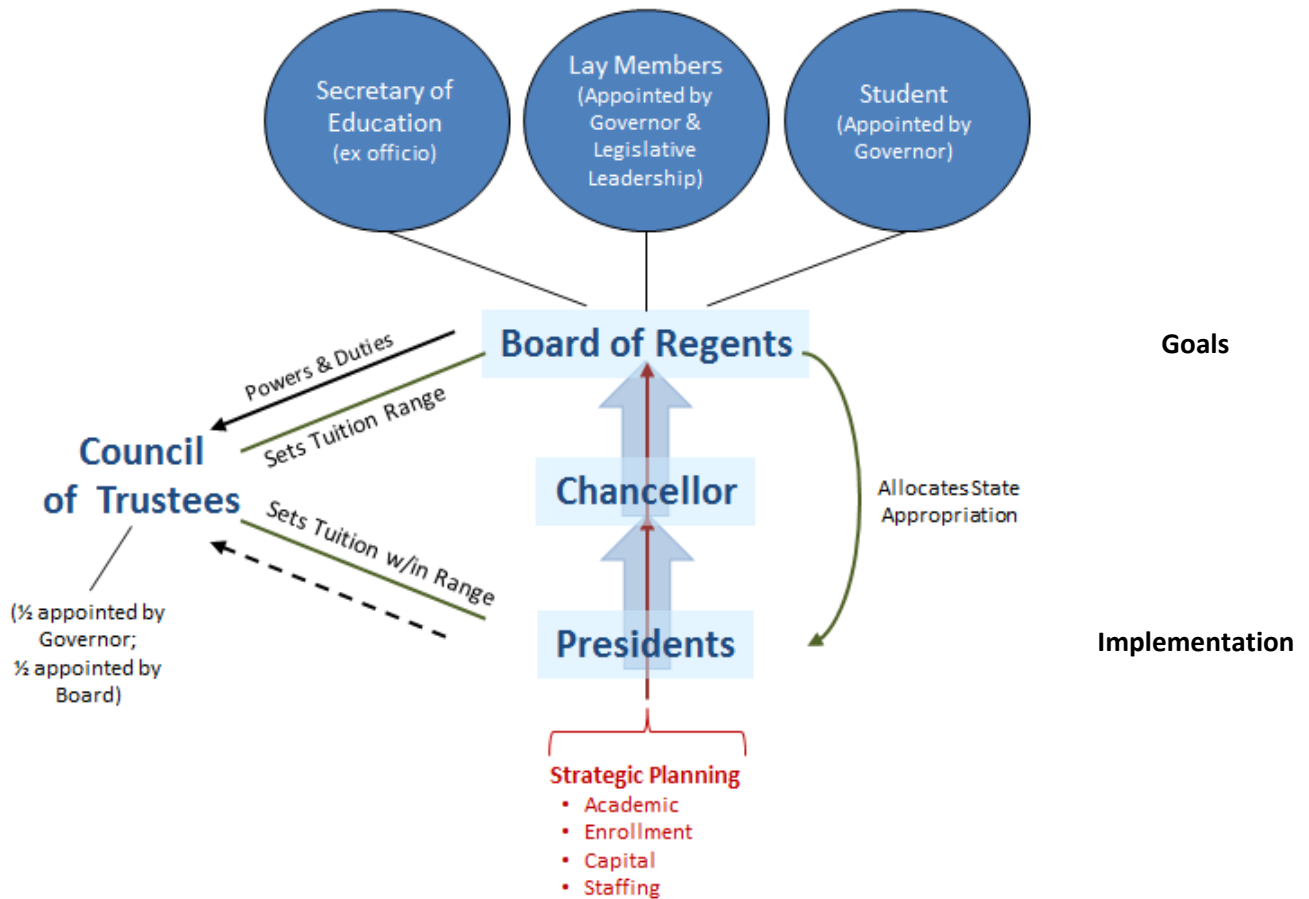 Secretary of
Education
(ex officio)
Lay Members
(Appointed by
Governor &
Legislative
Leadership)
Student
(Appointed by
Governor)
Board of Regents
Goals
Powers & Duties
Sets Tuition Range
Council
of Trustees
Chancellor
Allocates State
Appropriation
Sets Tuition w/in Range
(½ appointed by
Governor;
½ appointed by
Board)
Presidents
Implementation
Strategic Planning
• Academic
• Enrollment
• Capital
• Staffing